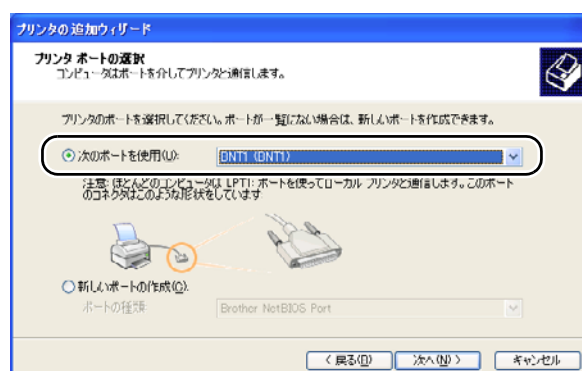 プリンタの追加ウィザード
プリンタ ポートの選択
コンピュータはポートを介してプリンタと通信します。
プリンタのポートを選択してください。ポートが一覧にない場合は、新しいポートを作成できます。
次のポートを使用(U):
DNT1 (DNT1)
注意: ほとんどのコンピュータは LPT1: ポートを使ってローカル プリンタと通信します。このポート
のコネクタはこのような形状をしています
新しいポートの作成(C):
ポートの種類:
Brother NetBIOS Port
< 戻る(B)
次へ(N) >
キャンセル